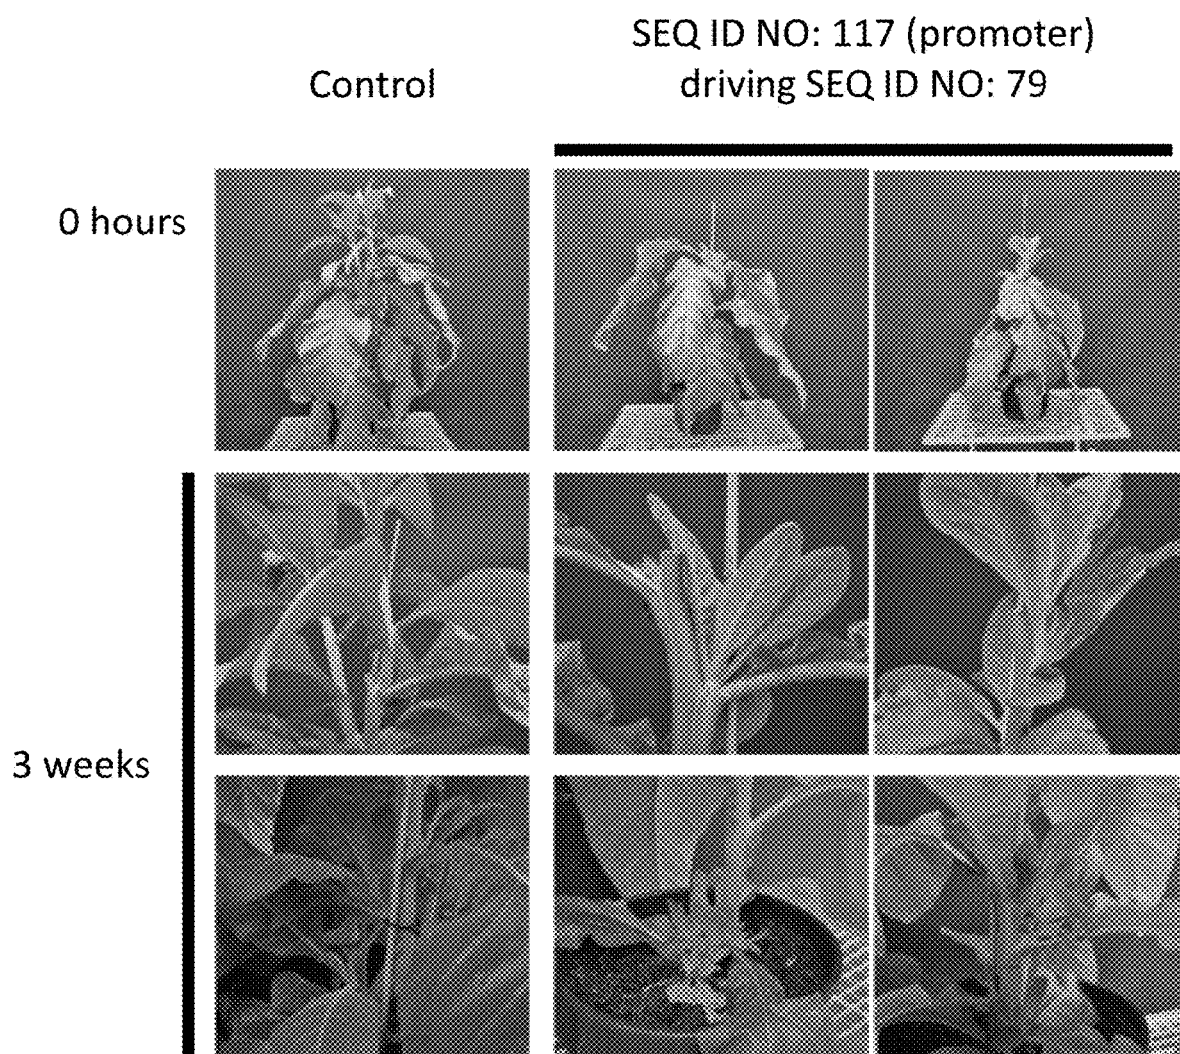 SEQ ID NO: 117 (promoter)
driving SEQ ID NO: 79
Control
0 hours
3 weeks